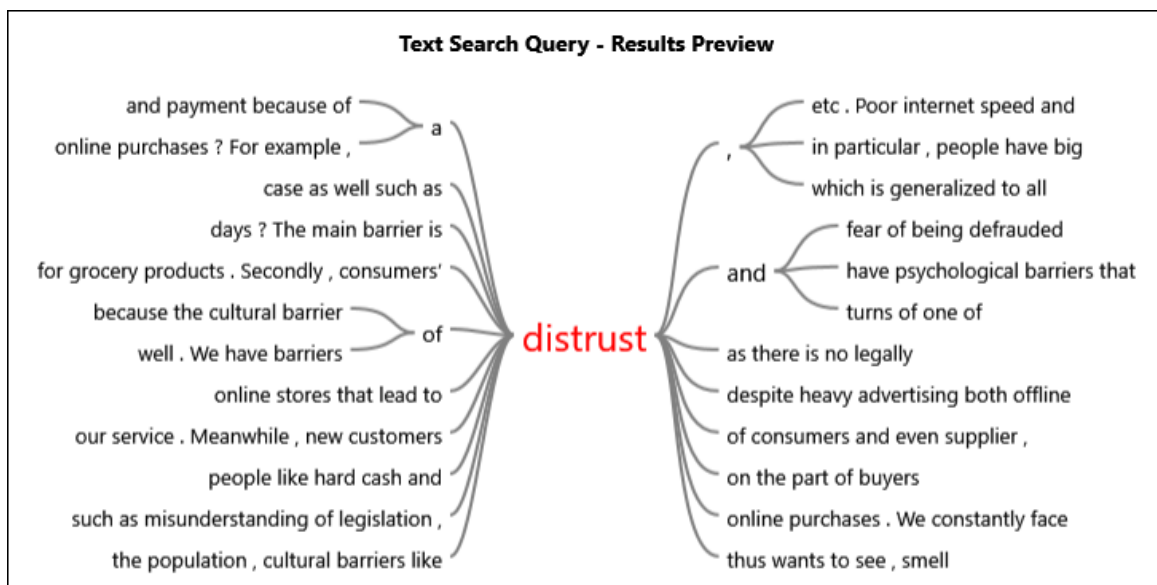 Text Search Query - Results Preview
and payment because of
online purchases ? For example ,
a
case as well such as
days ? The main barrier is
for grocery products . Secondly , consumers'
because the cultural barrier
well . We have barriers
of
online stores that lead to
our service . Meanwhile , new customers
people like hard cash and
such as misunderstanding of legislation ,
the population , cultural barriers like
distrust
,
etc . Poor internet speed and
in particular , people have big
which is generalized to all
and
fear of being defrauded
have psychological barriers that
turns of one of
as there is no legally
despite heavy advertising both offline
of consumers and even supplier ,
on the part of buyers
online purchases . We constantly face
thus wants to see , smell